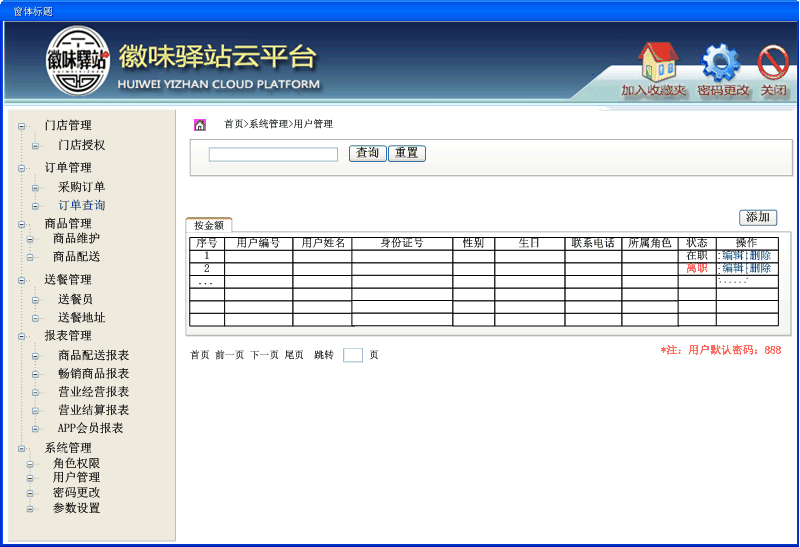 窗体标题
徽味驿站
徽味驿站云平台
HUIWEI YIZHAN CLOUD PLATFORM
加入收藏夹 密码更改 关闭
门店管理
门店授权
订单管理
采购订单
订单查询
商品管理
商品维护
商品配送
送餐管理
送餐员
送餐地址
报表管理
商品配送报表
畅销商品报表
营业经营报表
营业结算报表
APP会员报表
系统管理
角色权限
用户管理
密码更改
参数设置
首页>系统管理>用户管理
查询 重置
添加
按金额
序号 用户编号 用户姓名 身份证号 性别 生日 联系电话 所属角色 状态 操作
1 在职 编辑 删除
2 离职 编辑 删除
... ......
首页 前一页 下一页 尾页 跳转 页
*注: 用户默认密码: 888